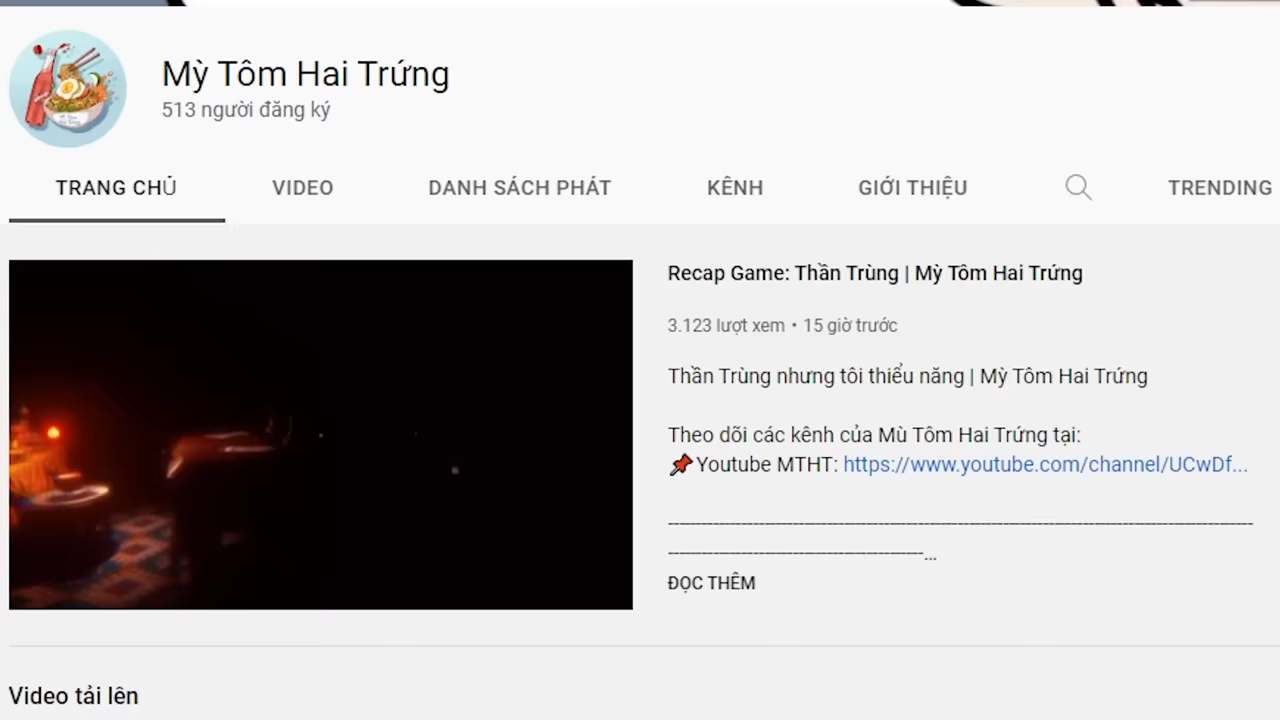 Mỳ Tôm Hai Trứng
513 người đăng ký
TRANG CHỦ
VIDEO
DANH SÁCH PHÁT
KÊNH
GIỚI THIỆU
TRENDING
Recap Game: Thần Trùng | Mỳ Tôm Hai Trứng
3.123 lượt xem • 15 giờ trước
Thần Trùng nhưng tôi thiểu năng | Mỳ Tôm Hai Trứng
Theo dõi các kênh của Mù Tôm Hai Trứng tại:
📌Youtube MTHT: https://www.youtube.com/channel/UCwDf...
ĐỌC THÊM
Video tải lên